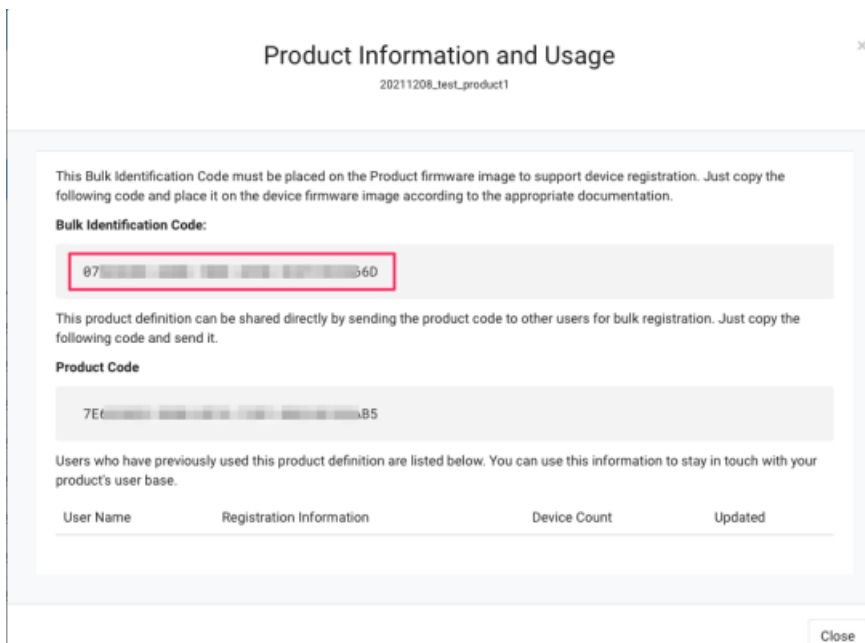 Product Information and Usage
20211208_test_product1
This Bulk Identification Code must be placed on the Product firmware image to support device registration. Just copy the
following code and place it on the device firmware image according to the appropriate documentation.
Bulk Identification Code:
07 66D
This product definition can be shared directly by sending the product code to other users for bulk registration. Just copy the
following code and send it.
Product Code
7E6 AB5
Users who have previously used this product definition are listed below. You can use this information to stay in touch with your
product's user base.
User Name Registration Information Device Count Updated
Close